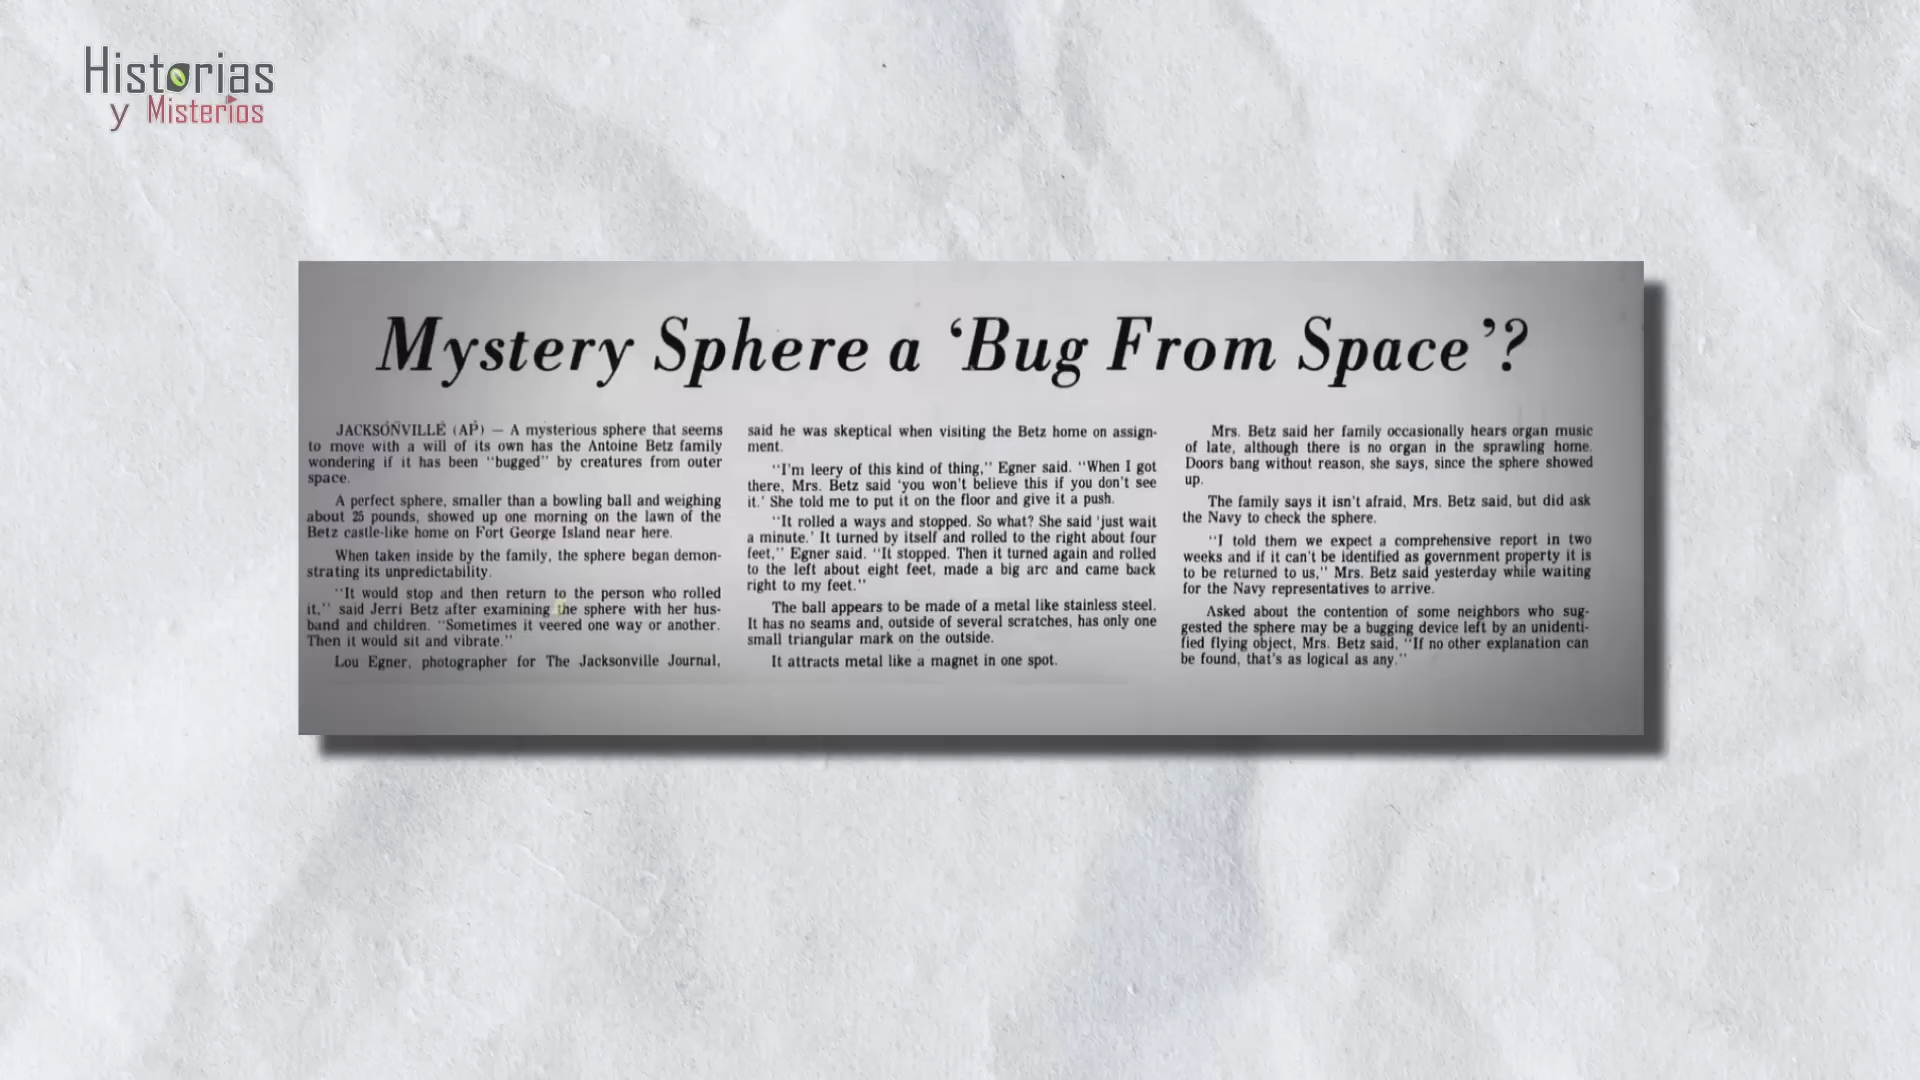 Historias
y Misterios
Mystery Sphere a ‘Bug From Space’?
JACKSONVILLE (AP) — A mysterious sphere that seems
to move with a will of its own has the Antoine Betz family
wondering if it has been “bugged” by creatures from outer
space.
A perfect sphere, smaller than a bowling ball and weighing
about 25 pounds, showed up one morning on the lawn of the
Betz castle-like home on Fort George Island near here.
When taken inside by the family, the sphere began demon-
strating its unpredictability.
“It would stop and then return to the person who rolled
it,” said Jerri Betz after examining the sphere with her hus-
band and children. “Sometimes it veered one way or another.
Then it would sit and vibrate.”
Lou Egner, photographer for The Jacksonville Journal,
said he was skeptical when visiting the Betz home on assign-
ment.
“I'm leery of this kind of thing,” Egner said. “When I got
there, Mrs. Betz said ‘you won't believe this if you don't see
it.’ She told me to put it on the floor and give it a push.
“It rolled a ways and stopped. So what? She said ‘just wait
a minute.’ It turned by itself and rolled to the right about four
feet,” Egner said. “It stopped. Then it turned again and rolled
to the left about eight feet, made a big arc and came back
right to my feet.”
The ball appears to be made of a metal like stainless steel.
It has no seams and, outside of several scratches, has only one
small triangular mark on the outside.
It attracts metal like a magnet in one spot.
Mrs. Betz said her family occasionally hears organ music
of late, although there is no organ in the sprawling home.
Doors bang without reason, she says, since the sphere showed
up.
The family says it isn't afraid, Mrs. Betz said, but did ask
the Navy to check the sphere.
“I told them we expect a comprehensive report in two
weeks and if it can't be identified as government property it is
to be returned to us,” Mrs. Betz said yesterday while waiting
for the Navy representatives to arrive.
Asked about the contention of some neighbors who sug-
gested the sphere may be a bugging device left by an unidenti-
fied flying object, Mrs. Betz said, “If no other explanation can
be found, that's as logical as any.”